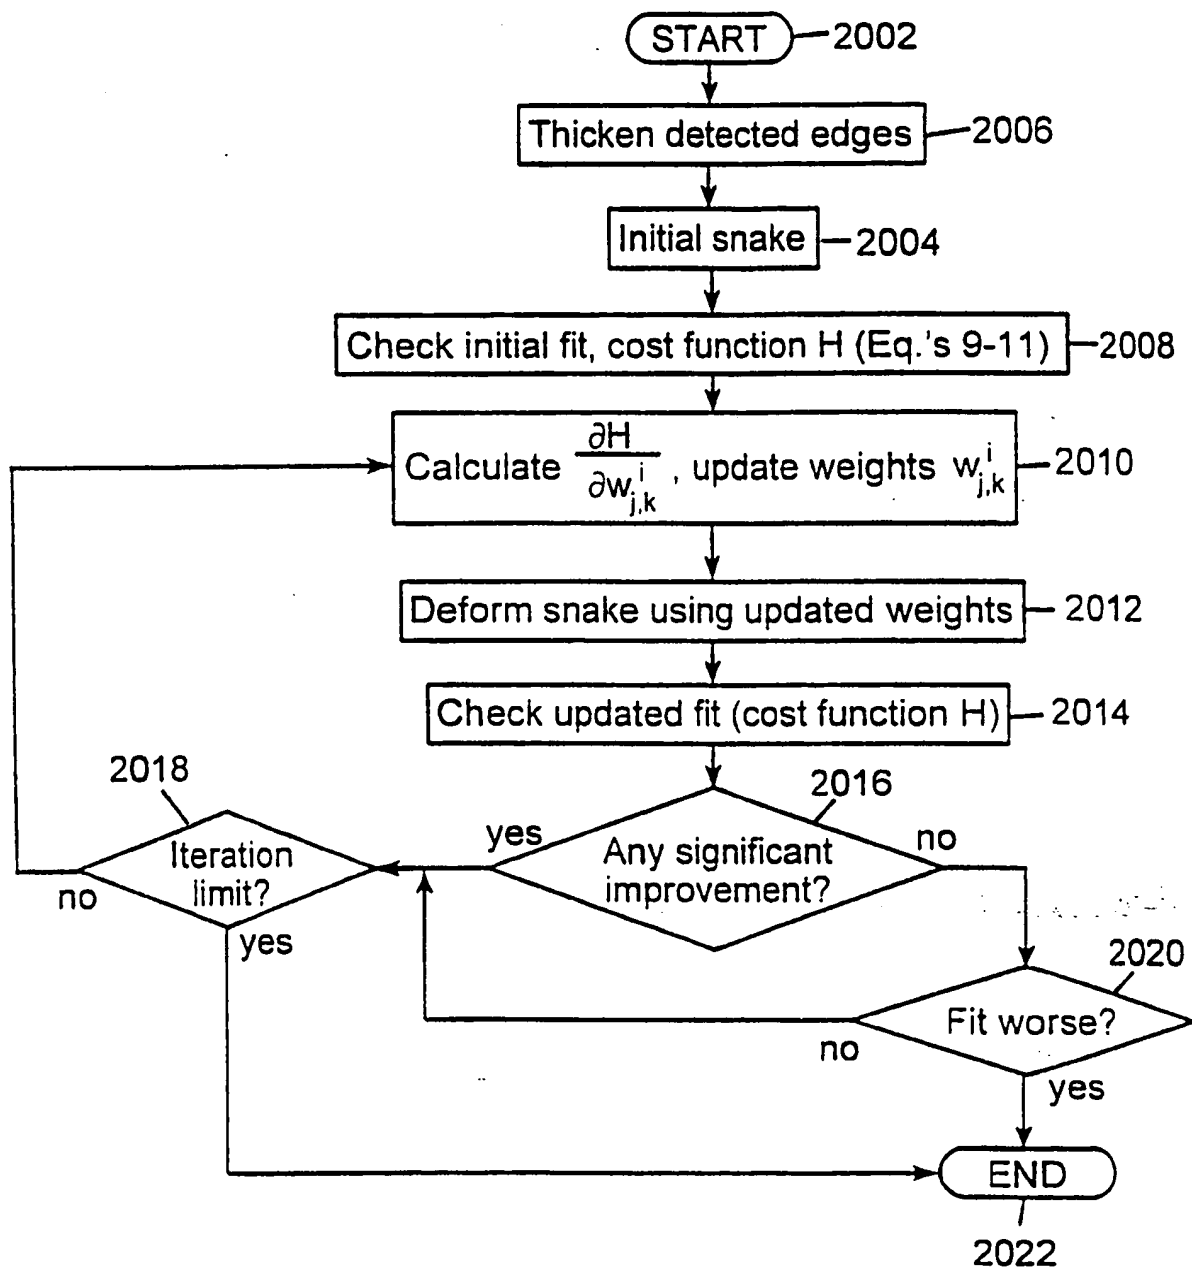 START
2002
Thicken detected edges
2006
Initial snake
2004
Check initial fit, cost function H (Eq.'s 9-11)
2008
Calculate ∂H/∂w^i_{j,k}, update weights w^i_{j,k}
2010
Deform snake using updated weights
2012
Check updated fit (cost function H)
2014
2018
2016
yes
no
Iteration
limit?
Any significant
improvement?
no
yes
2020
Fit worse?
no
yes
END
2022